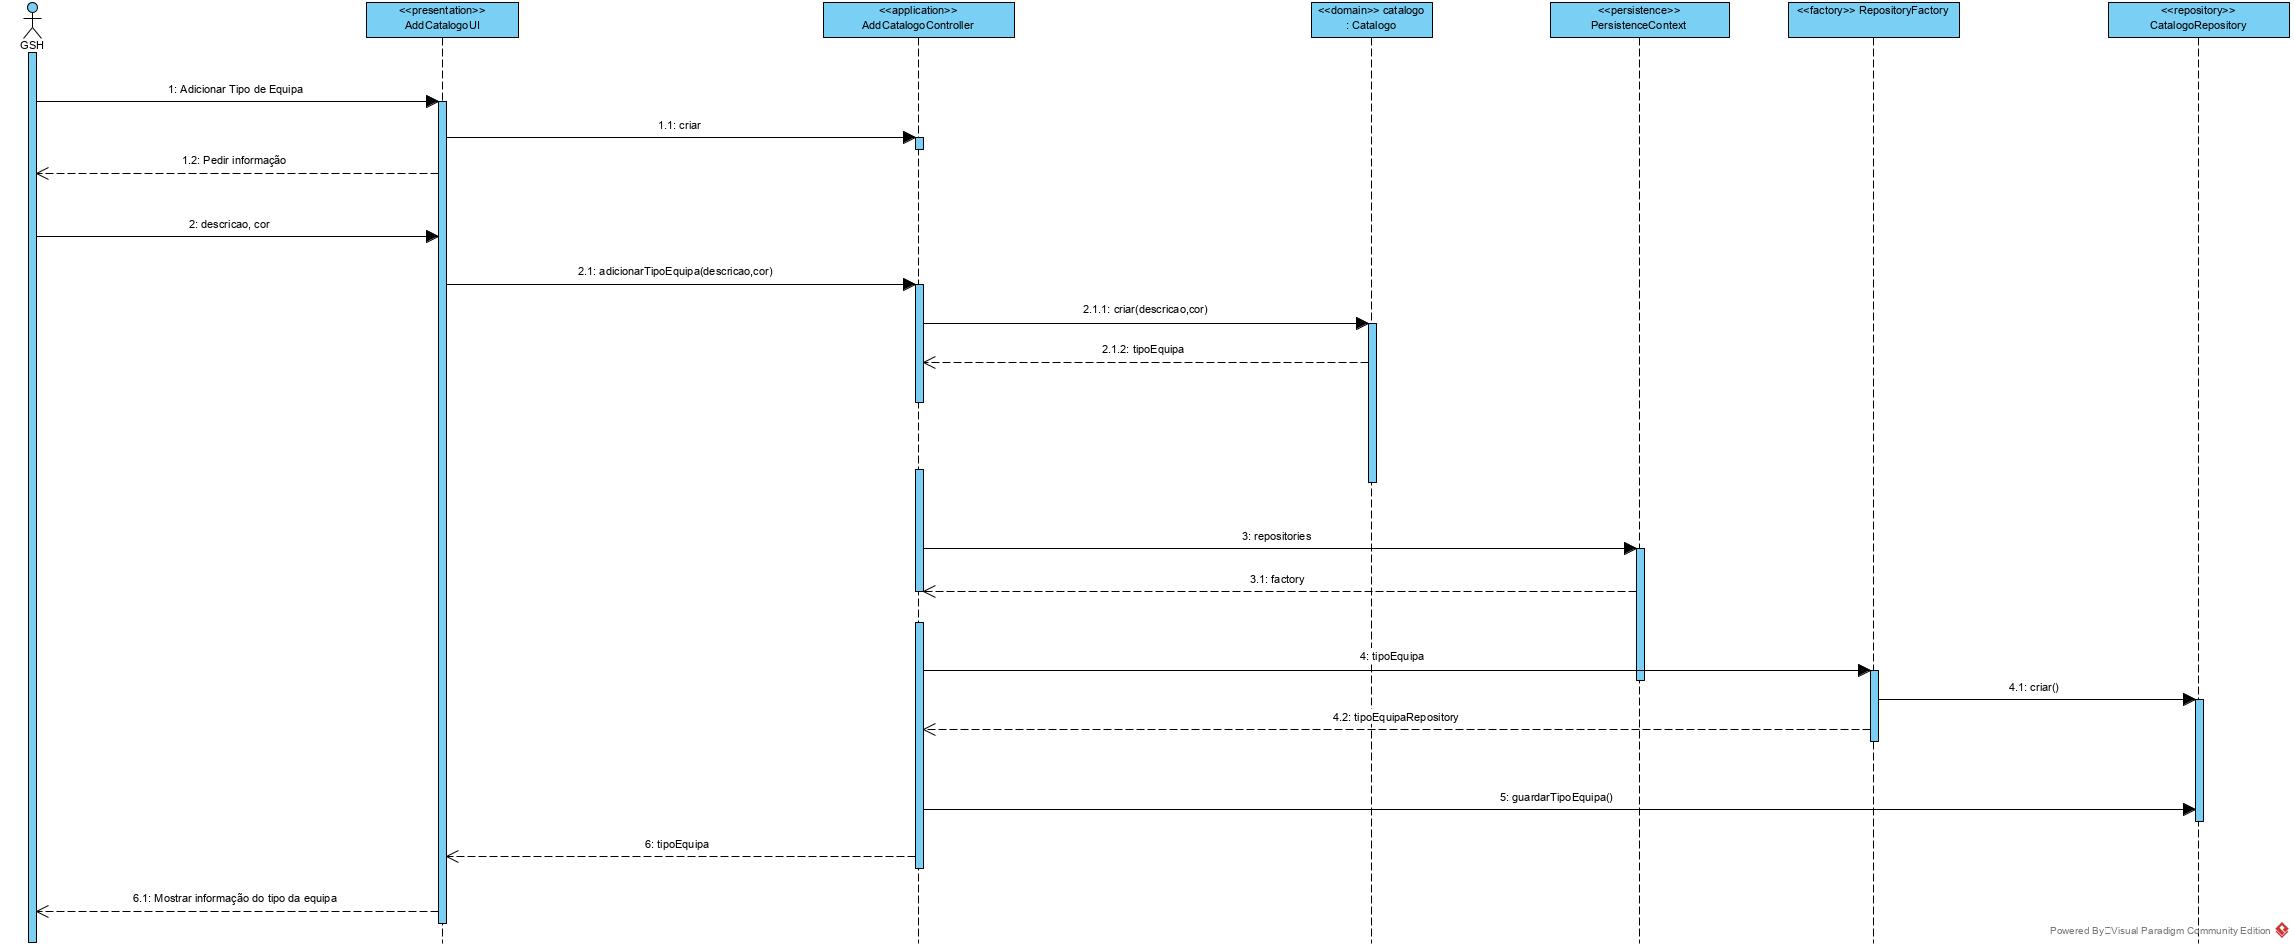 <<presentation>>
AddCatalogoUI
<<application>>
AddCatalogoController
<<domain>> catalogo
: Catalogo
<<persistence>>
PersistenceContext
<<factory>> RepositoryFactory
<<repository>>
CatalogoRepository
GSH
1: Adicionar Tipo de Equipa
1.1: criar
1.2: Pedir informação
2: descricao, cor
2.1: adicionarTipoEquipa(descricao,cor)
2.1.1: criar(descricao,cor)
2.1.2: tipoEquipa
3: repositories
3.1: factory
4: tipoEquipa
4.1: criar()
4.2: tipoEquipaRepository
5: guardarTipoEquipa()
6: tipoEquipa
6.1: Mostrar informação do tipo da equipa
Powered By Visual Paradigm Community Edition